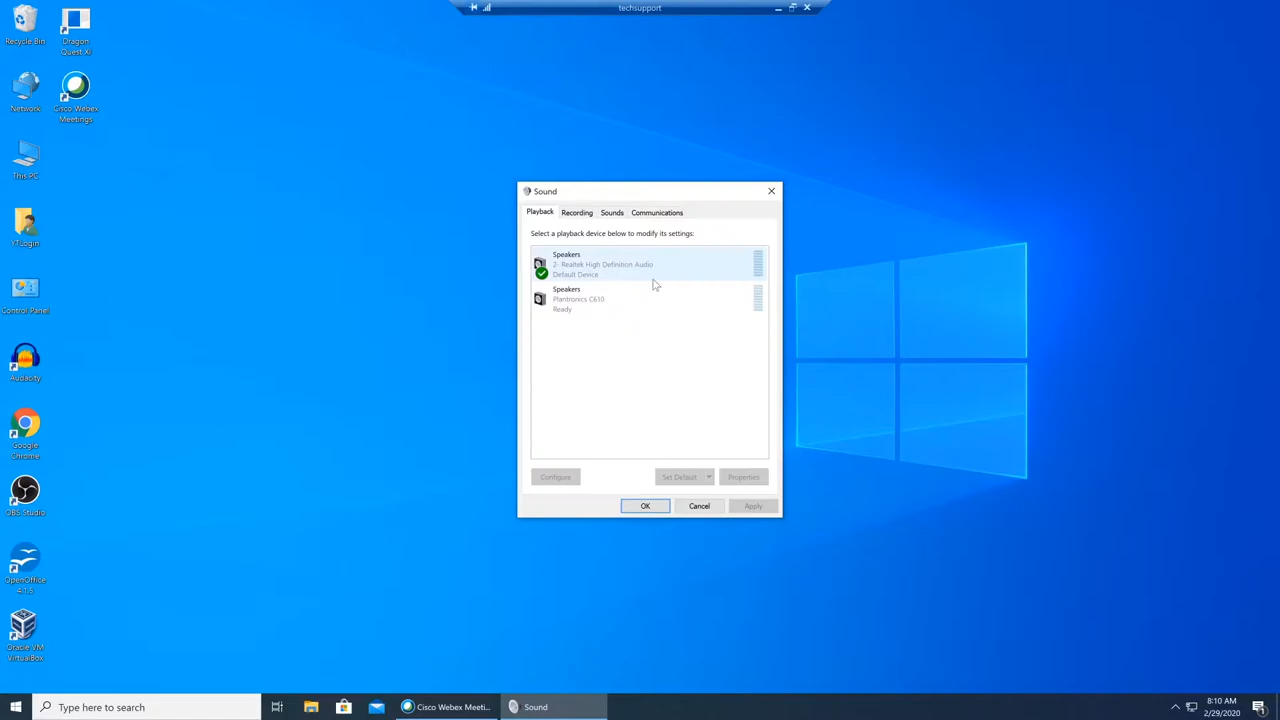 techsupport
Recycle Bin
Dragon
Quest XI
Network
Cisco Webex
Meetings
This PC
YTLogin
Control Panel
Audacity
Google
Chrome
OBS Studio
OpenOffice
4.1.5
Oracle VM
VirtualBox
Sound
Playback
Recording
Sounds
Communications
Select a playback device below to modify its settings:
Speakers
2- Realtek High Definition Audio
Default Device
Speakers
Plantronics C610
Ready
Configure
Set Default
Properties
OK
Cancel
Apply
Type here to search
Cisco Webex Meeti...
Sound
8:10 AM
2/29/2020